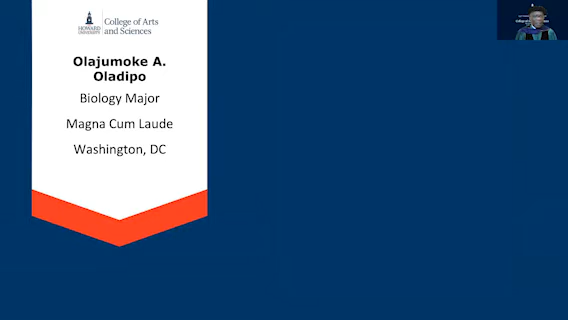 HOWARD
UNIVERSITY
College of Arts
and Sciences
Olajumoke A.
Oladipo
Biology Major
Magna Cum Laude
Washington, DC